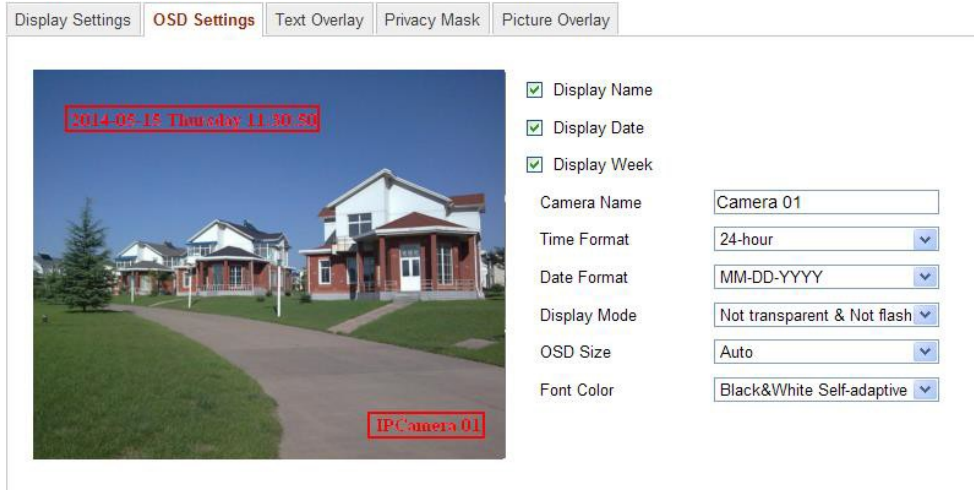 Display Settings OSD Settings Text Overlay Privacy Mask Picture Overlay
2014-05-15 Thursday 11:30:50
Display Name
Display Date
Display Week
Camera Name Camera 01
Time Format 24-hour
Date Format MM-DD-YYYY
Display Mode Not transparent & Not flash
OSD Size Auto
Font Color Black&White Self-adaptive
IPCamera 01